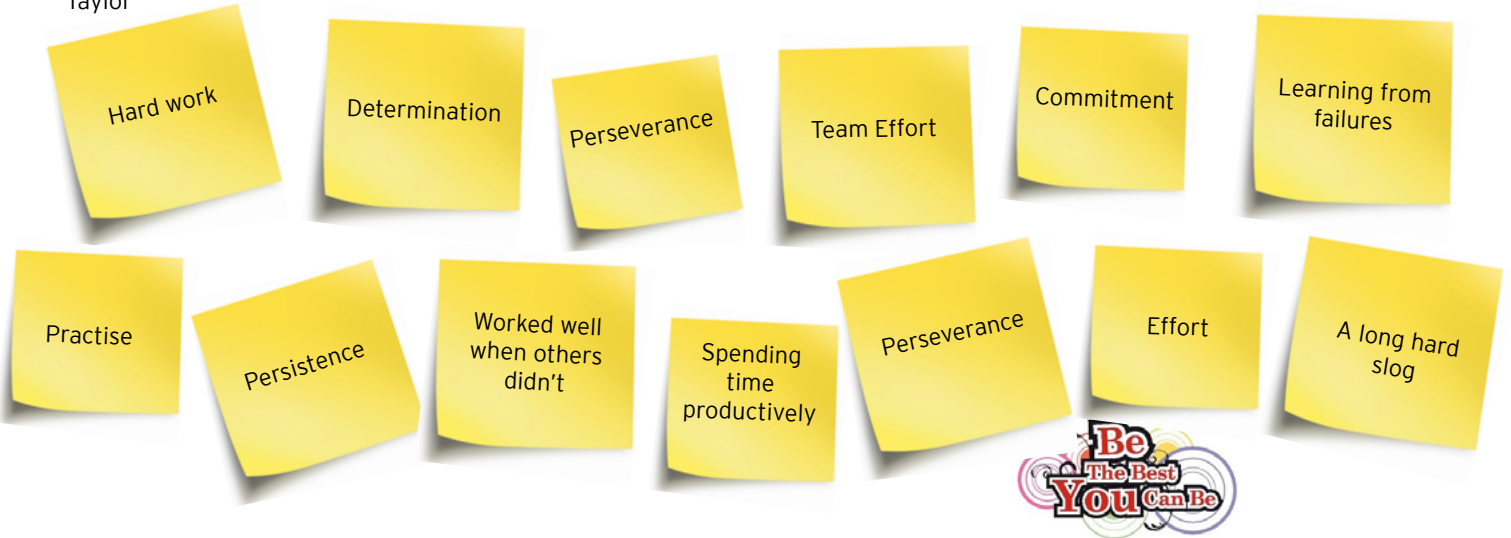 Taylor
Hard work
Determination
Perseverance
Team Effort
Commitment
Learning from
failures
Practise
Persistence
Worked well
when others
didn't
Spending
time
productively
Perseverance
Effort
A long hard
slog
Be
The Best
You Can Be